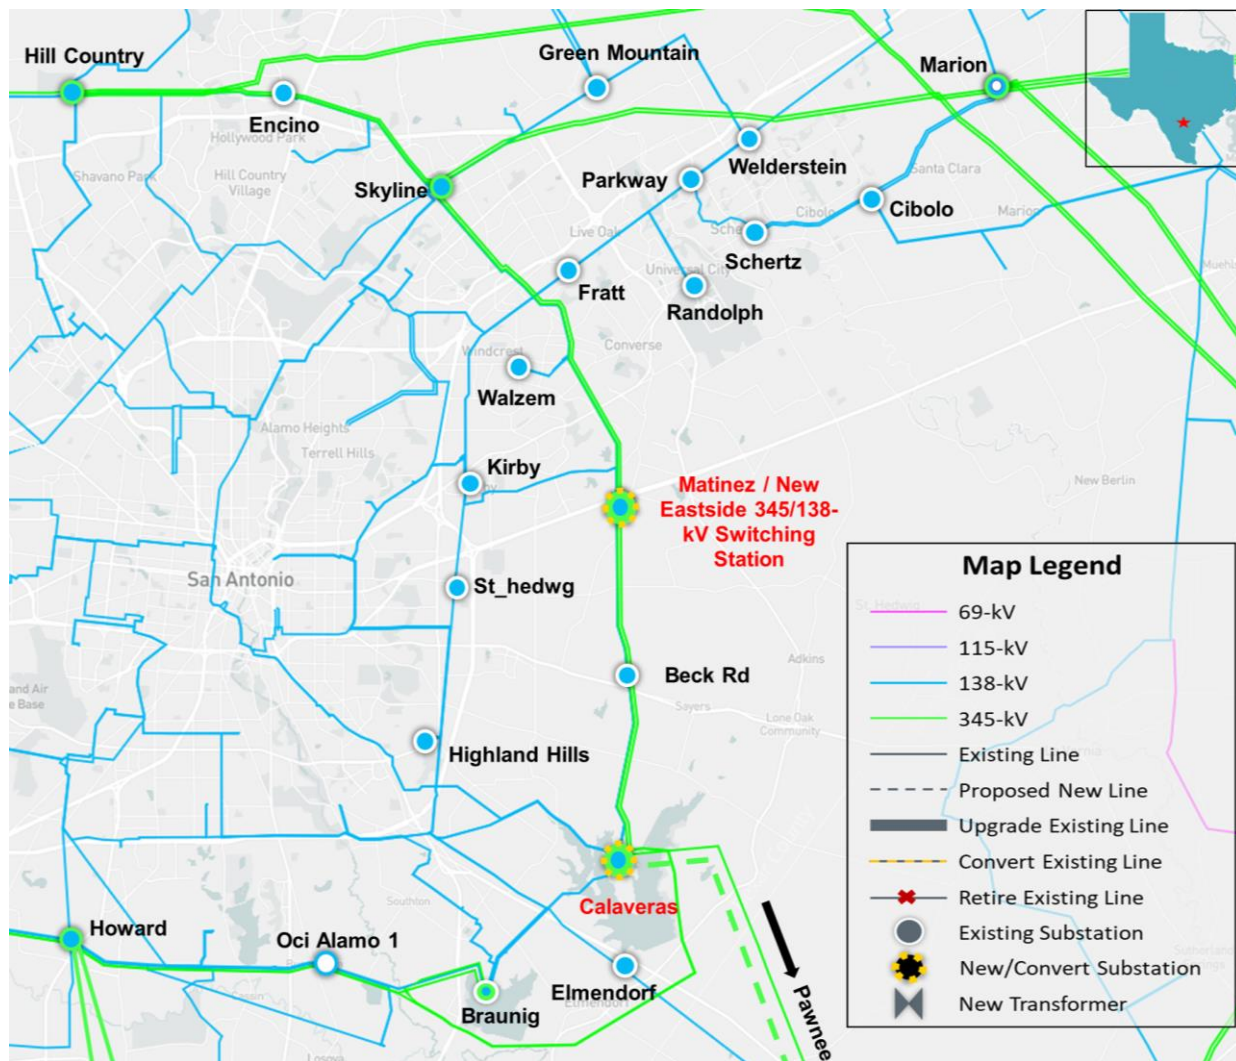 Hill Country
Green Mountain
Marion
Encino
Hollywood Park
Shavano Park
Hill Country
Village
Skyline
Welderstein
Parkway
Santa Clara
Cibolo
Cibolo
Marion
Live Oak
Schertz
Universal City
Fratt
Randolph
Windcrest
Converse
Walzem
Alamo Heights
Terrell Hills
Kirby
Matinez / New
Eastside 345/138-
kV Switching
Station
New Berlin
San Antonio
St_hedwg
St_Hedwig
Beck Rd
Adkins
Sayers
Lone Oak
Community
Highland Hills
Calaveras
Southton
Howard
Oci Alamo 1
Braunig
Elmendorf
Elmendorf
Pawnee
Losoya
Map Legend
69-kV
115-kV
138-kV
345-kV
Existing Line
Proposed New Line
Upgrade Existing Line
Convert Existing Line
Retire Existing Line
Existing Substation
New/Convert Substation
New Transformer